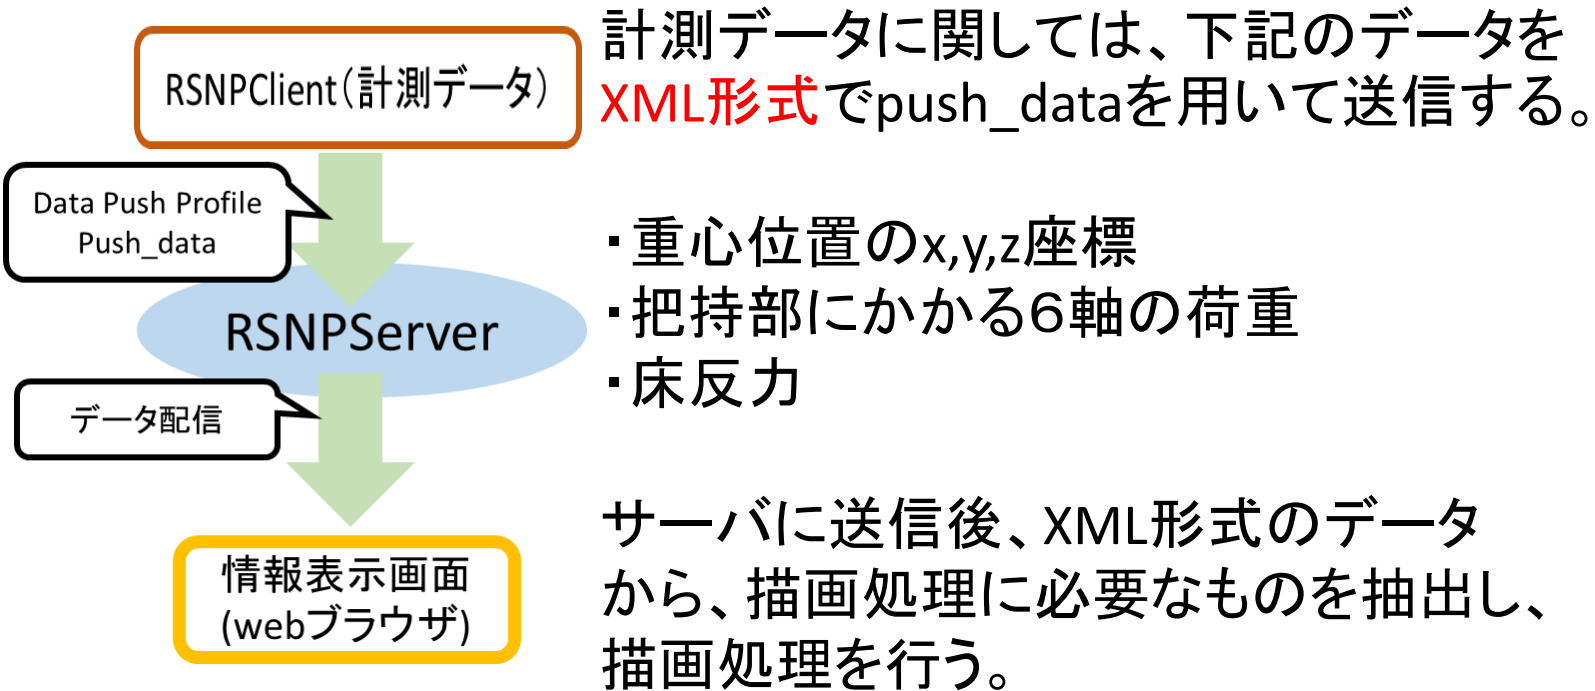 RSNPClient(計測データ)
Data Push Profile
Push_data
RSNPServer
データ配信
情報表示画面
(webブラウザ)
計測データに関しては、下記のデータを
XML形式でpush_dataを用いて送信する。
・重心位置のx,y,z座標
・把持部にかかる６軸の荷重
・床反力
サーバに送信後、XML形式のデータ
から、描画処理に必要なものを抽出し、
描画処理を行う。